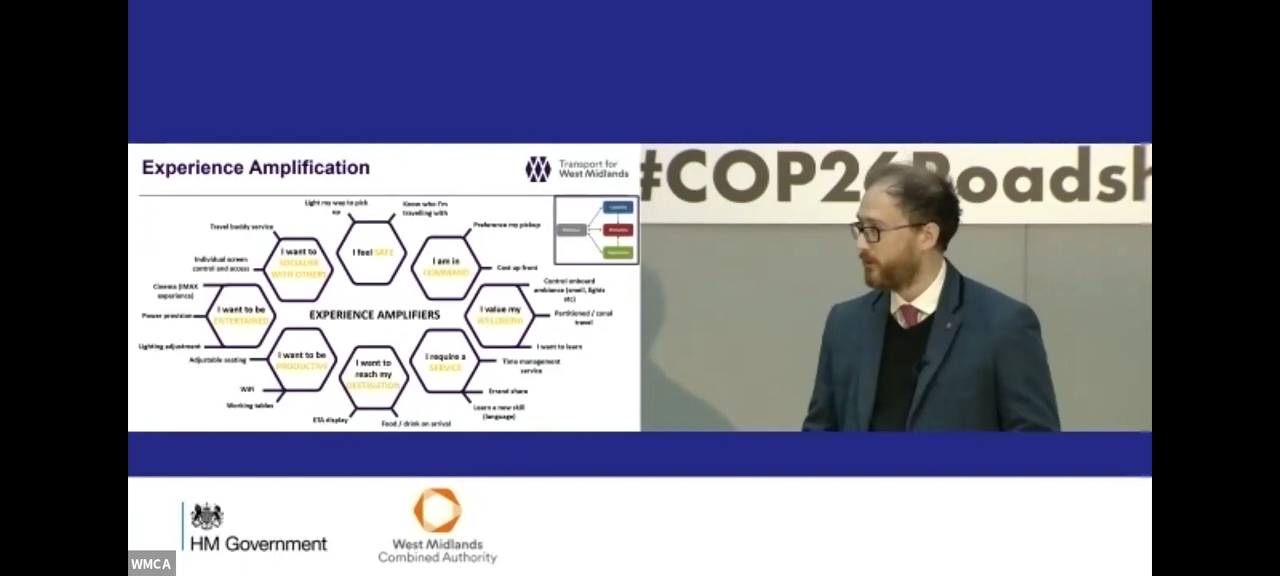 Experience Amplification
Transport for
West Midlands
#COP26 Roadsh
Light my way to pick
up
Know who I'm
travelling with
Travel buddy service
Preference my pickup
I want to
SOCIALISE
WITH OTHERS
I feel SAFE
I am in
COMMAND
Individual screen
control and access
Cost up front
Cinema (IMAX
experience)
Control onboard
ambiance (smell, lights
etc)
I want to be
ENTERTAINED
EXPERIENCE AMPLIFIERS
I value my
WELLBEING
Power provision
Partitioned / zonal
travel
Lighting adjustment
I want to learn
Adjustable seating
I want to be
PRODUCTIVE
I want to
reach my
DESTINATION
I require a
SERVICE
Time management
service
WiFi
Errand share
Working tables
Learn a new skill
(language)
ETA display
Food / drink on arrival
HM Government
West Midlands
Combined Authority
WMCA